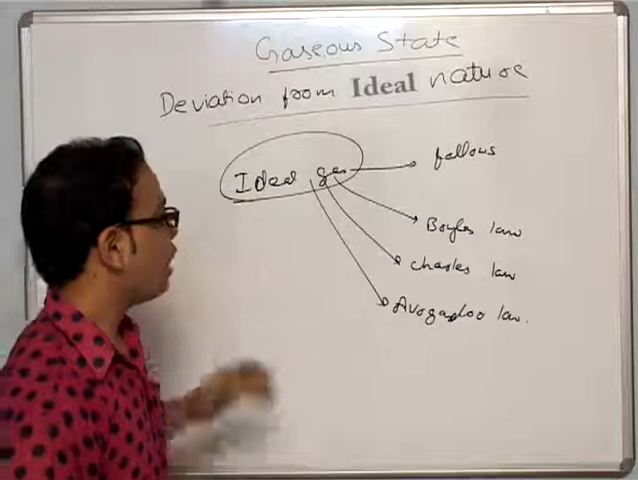 Gaseous State
Deviation from Ideal nature
Ideal gas
follows
Boyles law
Charles law
Avogadro law.